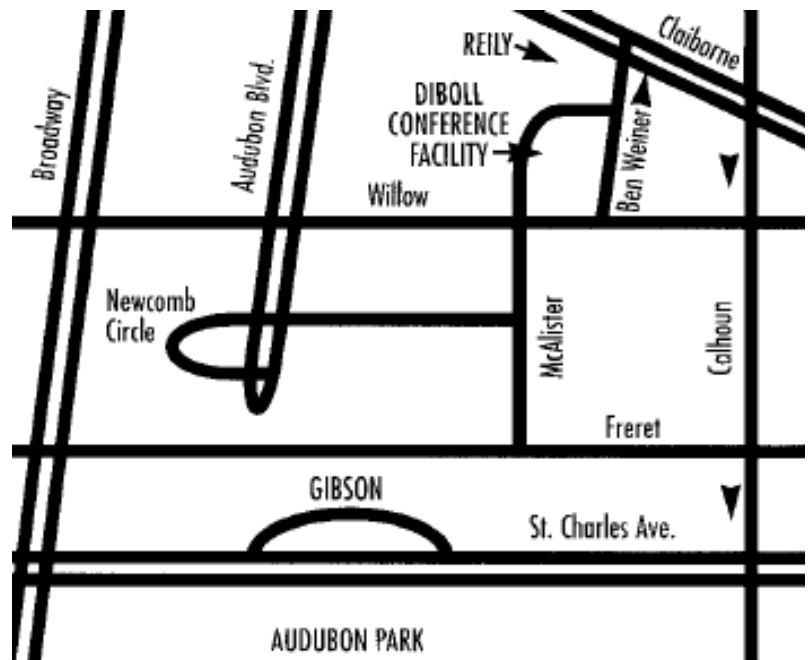 REILY
Claiborne
DIBOLL
CONFERENCE
FACILITY
Broadway
Audubon Blvd.
Ben Weiner
Willow
Newcomb
Circle
McAlister
Calhoun
Freret
GIBSON
St. Charles Ave.
AUDUBON PARK